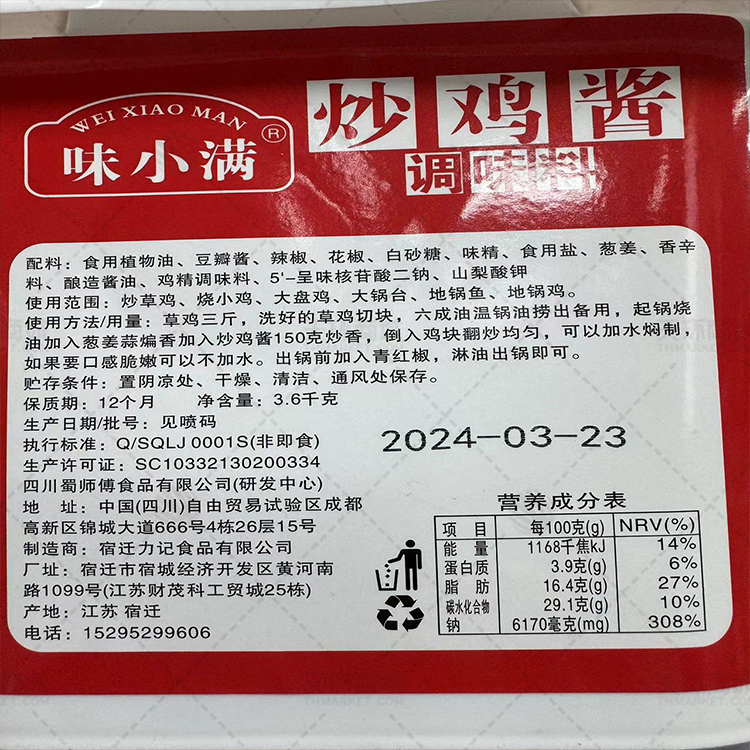 WEI XIAO MAN
味小满®
炒鸡酱
调味料
配料：食用植物油、豆瓣酱、辣椒、花椒、白砂糖、味精、食用盐、葱姜、香辛
料、酿造酱油、鸡精调味料、5'-呈味核苷酸二钠、山梨酸钾
使用范围：炒草鸡、烧小鸡、大盘鸡、大锅台、地锅鱼、地锅鸡。
使用方法/用量：草鸡三斤，洗好的草鸡切块，六成油温锅油捞出备用，起锅烧
油加入葱姜蒜煸香加入炒鸡酱150克炒香，倒入鸡块翻炒均匀，可以加水焖制，
如果要口感脆嫩可以不加水。出锅前加入青红椒，淋油出锅即可。
贮存条件：置阴凉处、干燥、清洁、通风处保存。
保质期：12个月 净含量：3.6千克
生产日期/批号：见喷码
执行标准：Q/SQLJ 0001S(非即食)
2024-03-23
生产许可证：SC10332130200334
四川蜀师傅食品有限公司(研发中心)
地 址：中国(四川)自由贸易试验区成都
高新区锦城大道666号4栋26层15号
制造商：宿迁力记食品有限公司
厂址：宿迁市宿城经济开发区黄河南
路1099号(江苏财茂科工贸城25栋)
产地：江苏 宿迁
电话：15295299606
营养成分表
项 目 每100克(g) NRV(%)
能 量 1168千焦kJ 14%
蛋白质 3.9克(g) 6%
脂 肪 16.4克(g) 27%
碳水化合物 29.1克(g) 10%
钠 6170毫克(mg) 308%